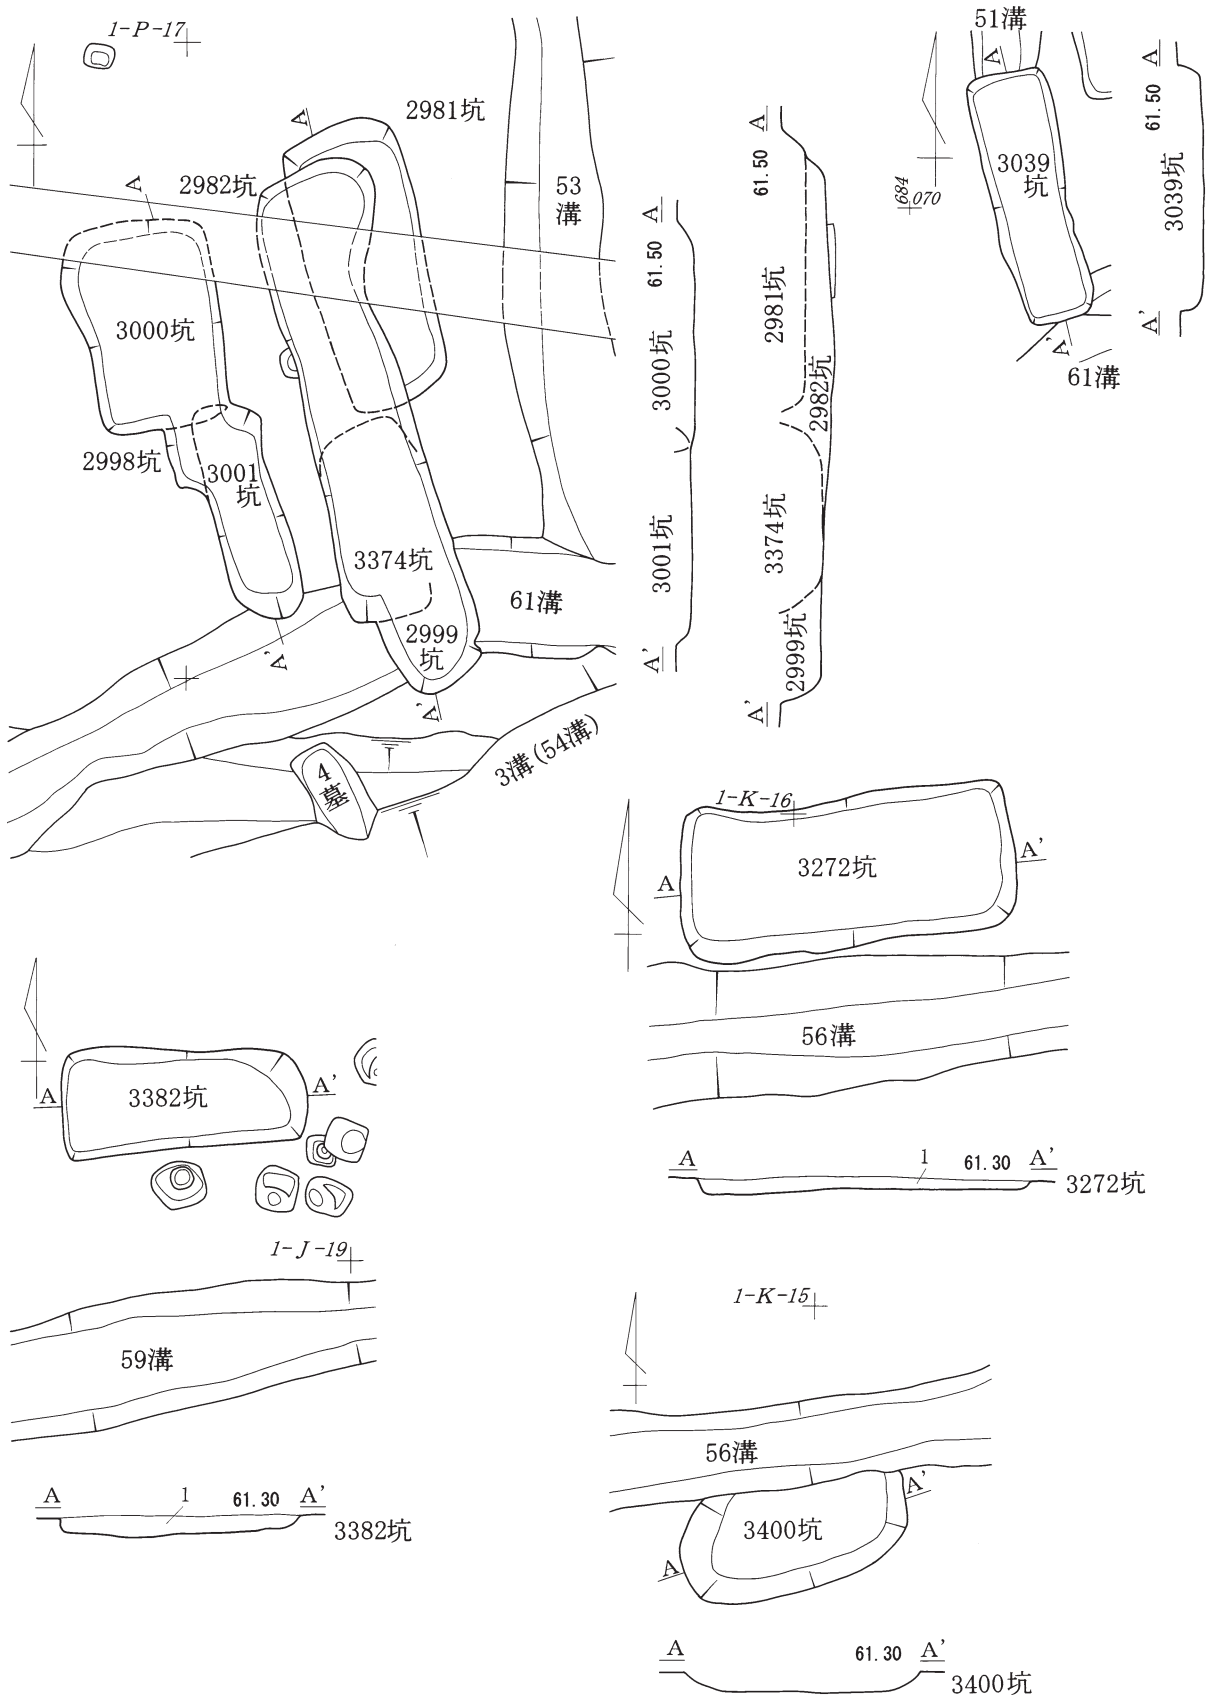 1-P-17
A
2981坑
2982坑
A
53
溝
3000坑
2998坑
3001
坑
3374坑
61溝
2999
坑
A'
A'
3溝(54溝)
4
墓
A
61.50
3000坑
3001坑
A'
A
61.50
2981坑
2982坑
3374坑
2999坑
A'
51溝
A
3039
坑
684
070
A'
61溝
A
61.50
3039坑
A'
1-K-16
A
3272坑
A'
56溝
A
1
61.30
A'
3272坑
A
3382坑
A'
1-J-19
59溝
A
1
61.30
A'
3382坑
1-K-15
56溝
A
3400坑
A'
A
61.30
A'
3400坑